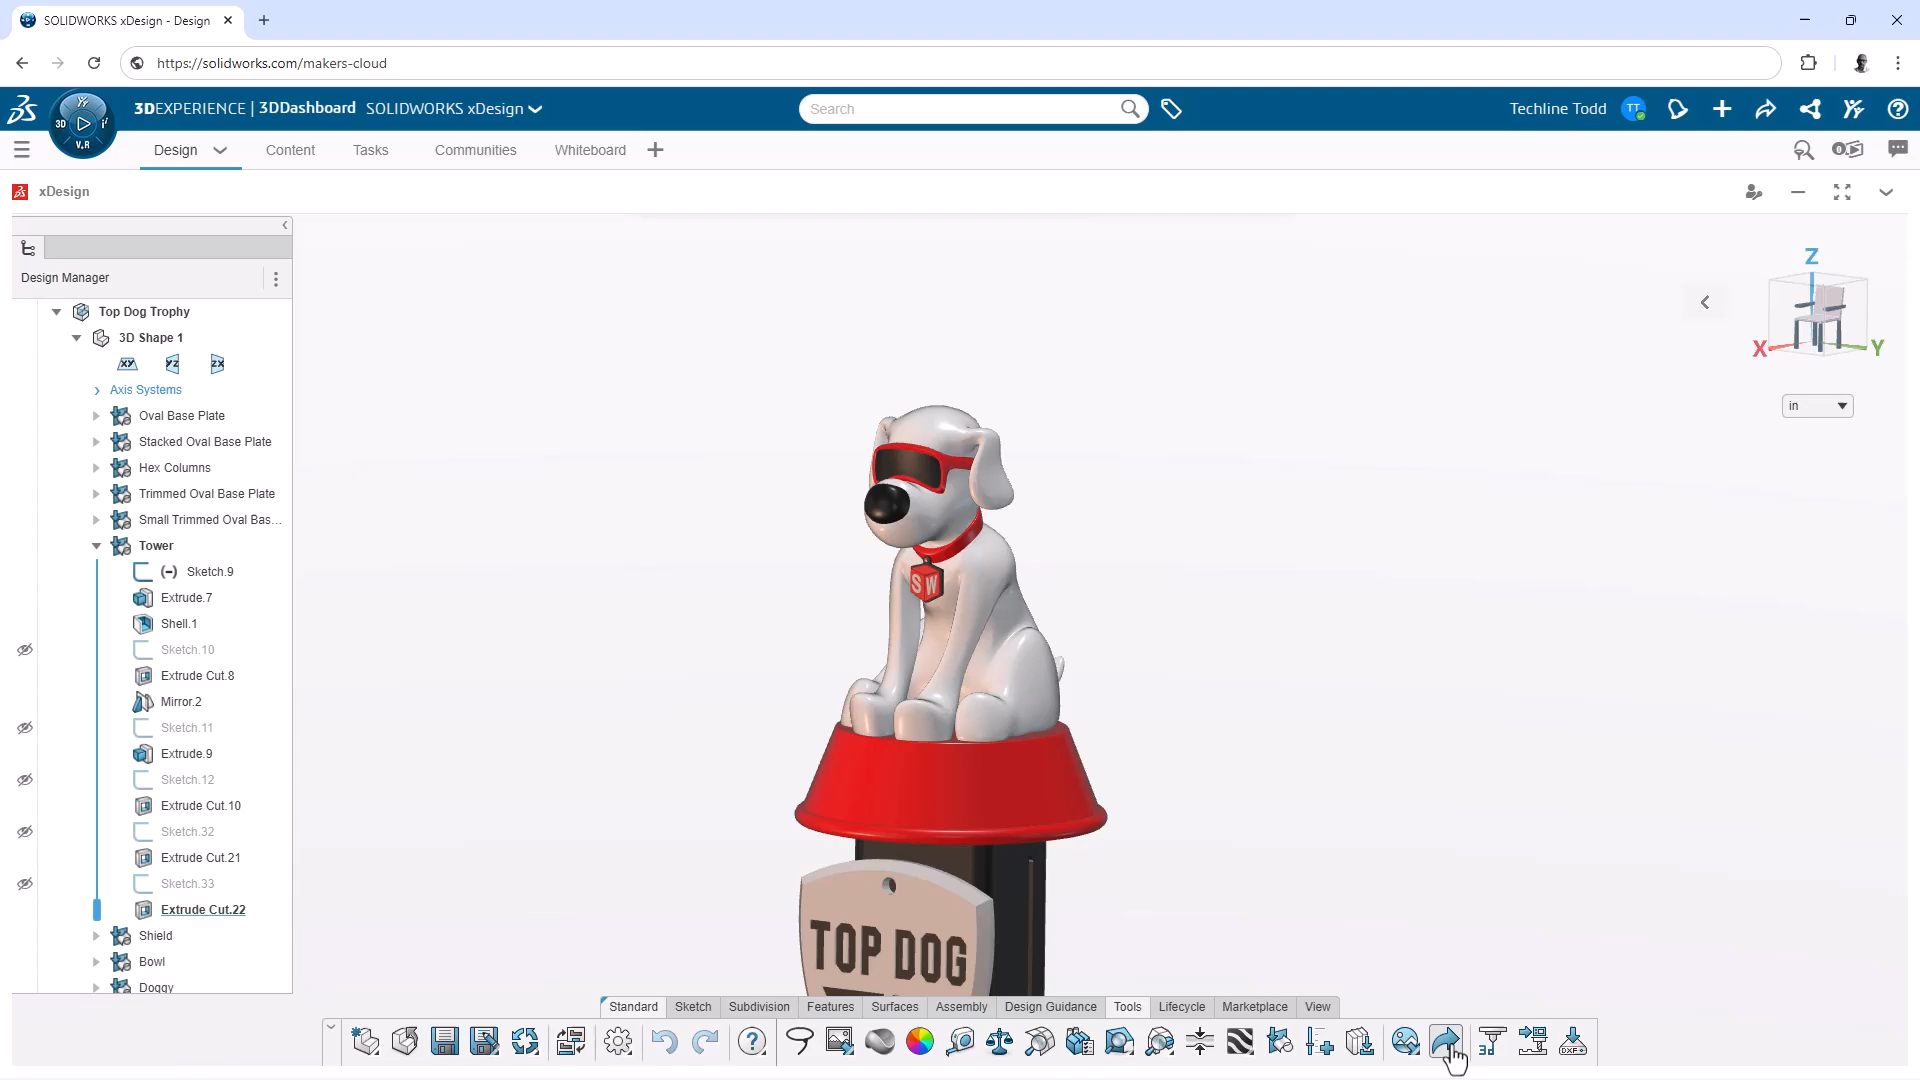 SOLIDWORKS xDesign - Design
https://solidworks.com/makers-cloud
3D
V.R
3DEXPERIENCE | 3DDashboard SOLIDWORKS xDesign
Search
Techline Todd
TT
Design
Content
Tasks
Communities
Whiteboard
0
xDesign
Design Manager
Top Dog Trophy
3D Shape 1
XY
YZ
ZX
Axis Systems
Oval Base Plate
Stacked Oval Base Plate
Hex Columns
Trimmed Oval Base Plate
Small Trimmed Oval Bas...
Tower
(-) Sketch.9
Extrude.7
Shell.1
Sketch.10
Extrude Cut.8
Mirror.2
Sketch.11
Extrude.9
Sketch.12
Extrude Cut.10
Sketch.32
Extrude Cut.21
Sketch.33
Extrude Cut.22
Shield
Bowl
Doggy
Z
X
Y
in
SW
TOP DOG
Standard
Sketch
Subdivision
Features
Surfaces
Assembly
Design Guidance
Tools
Lifecycle
Marketplace
View
DXF